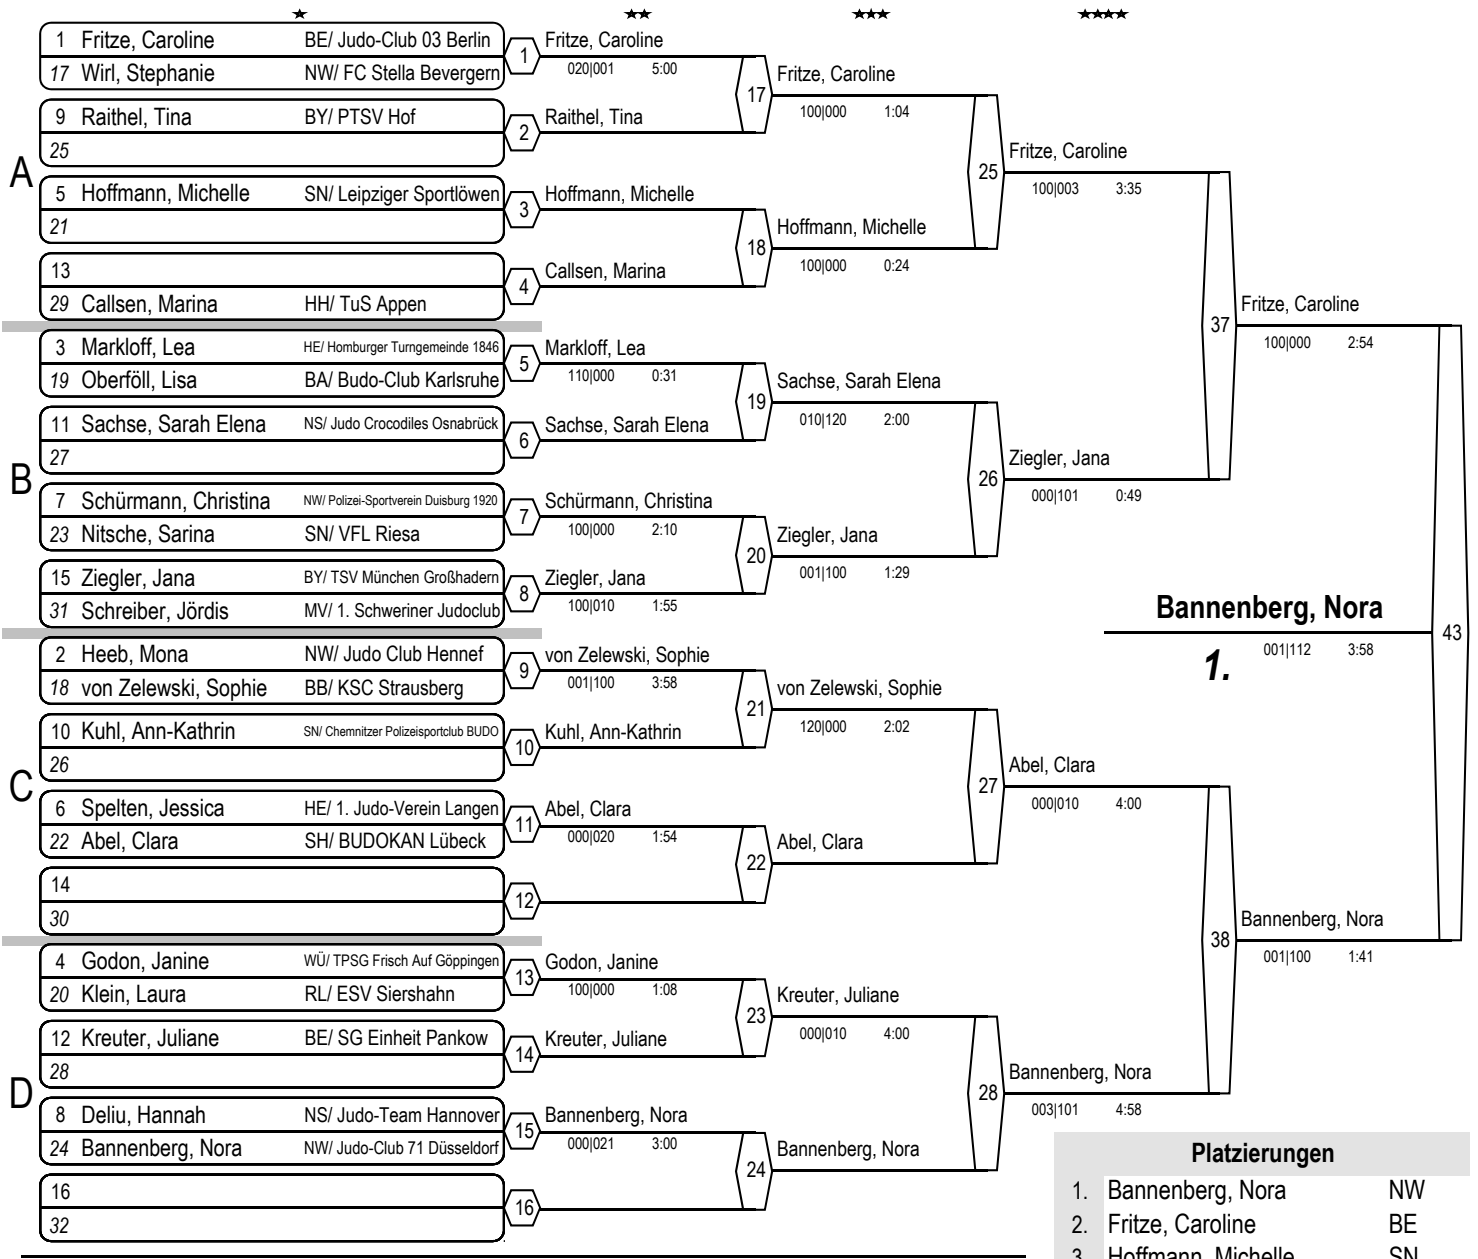 ★ ★★ ★★★ ★★★★
A
1 Fritze, Caroline BE/ Judo-Club 03 Berlin
17 Wirl, Stephanie NW/ FC Stella Bevergern
9 Raithel, Tina BY/ PTSV Hof
25
5 Hoffmann, Michelle SN/ Leipziger Sportlöwen
21
13
29 Callsen, Marina HH/ TuS Appen
B
3 Markloff, Lea HE/ Homburger Turngemeinde 1846
19 Oberföll, Lisa BA/ Budo-Club Karlsruhe
11 Sachse, Sarah Elena NS/ Judo Crocodiles Osnabrück
27
7 Schürmann, Christina NW/ Polizei-Sportverein Duisburg 1920
23 Nitsche, Sarina SN/ VFL Riesa
15 Ziegler, Jana BY/ TSV München Großhadern
31 Schreiber, Jördis MV/ 1. Schweriner Judoclub
C
2 Heeb, Mona NW/ Judo Club Hennef
18 von Zelewski, Sophie BB/ KSC Strausberg
10 Kuhl, Ann-Kathrin SN/ Chemnitzer Polizeisportclub BUDO
26
6 Spelten, Jessica HE/ 1. Judo-Verein Langen
22 Abel, Clara SH/ BUDOKAN Lübeck
14
30
D
4 Godon, Janine WÜ/ TPSG Frisch Auf Göppingen
20 Klein, Laura RL/ ESV Siershahn
12 Kreuter, Juliane BE/ SG Einheit Pankow
28
8 Deliu, Hannah NS/ Judo-Team Hannover
24 Bannenberg, Nora NW/ Judo-Club 71 Düsseldorf
16
32
1 Fritze, Caroline
020|001 5:00
2 Raithel, Tina
3 Hoffmann, Michelle
4 Callsen, Marina
5 Markloff, Lea
110|000 0:31
6 Sachse, Sarah Elena
7 Schürmann, Christina
100|000 2:10
8 Ziegler, Jana
100|010 1:55
9 von Zelewski, Sophie
001|100 3:58
10 Kuhl, Ann-Kathrin
11 Abel, Clara
000|020 1:54
12
13 Godon, Janine
100|000 1:08
14 Kreuter, Juliane
15 Bannenberg, Nora
000|021 3:00
16
17 Fritze, Caroline
100|000 1:04
18 Hoffmann, Michelle
100|000 0:24
19 Sachse, Sarah Elena
010|120 2:00
20 Ziegler, Jana
001|100 1:29
21 von Zelewski, Sophie
120|000 2:02
22 Abel, Clara
23 Kreuter, Juliane
000|010 4:00
24 Bannenberg, Nora
25 Fritze, Caroline
100|003 3:35
26 Ziegler, Jana
000|101 0:49
27 Abel, Clara
000|010 4:00
28 Bannenberg, Nora
003|101 4:58
37 Fritze, Caroline
100|000 2:54
38 Bannenberg, Nora
001|100 1:41
Bannenberg, Nora 43
1. 001|112 3:58
Platzierungen
1. Bannenberg, Nora NW
2. Fritze, Caroline BE
3. Hoffmann, Michelle SN